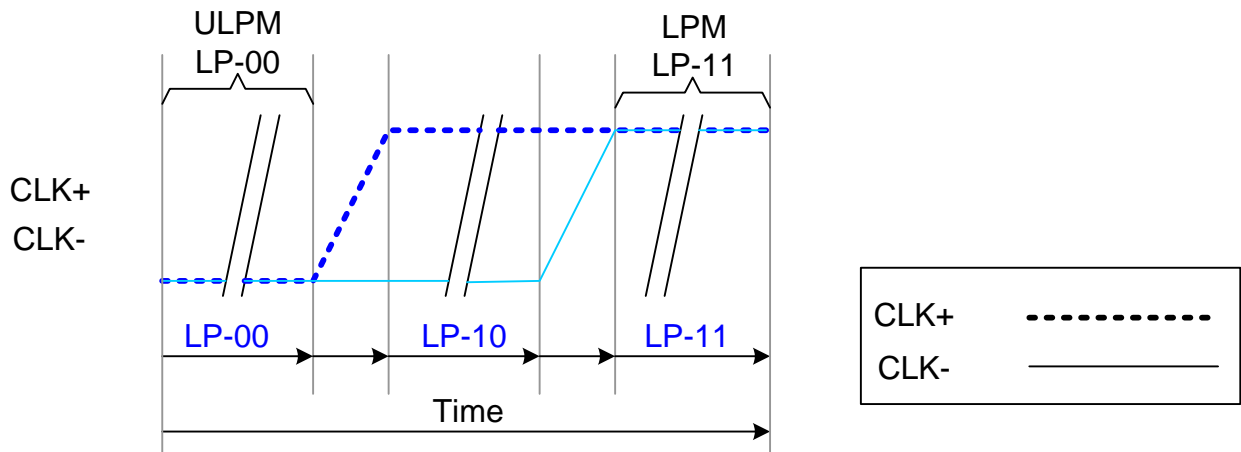 ULPM
LP-00
LPM
LP-11
CLK+
CLK-
LP-00
LP-10
LP-11
Time
CLK+
CLK-